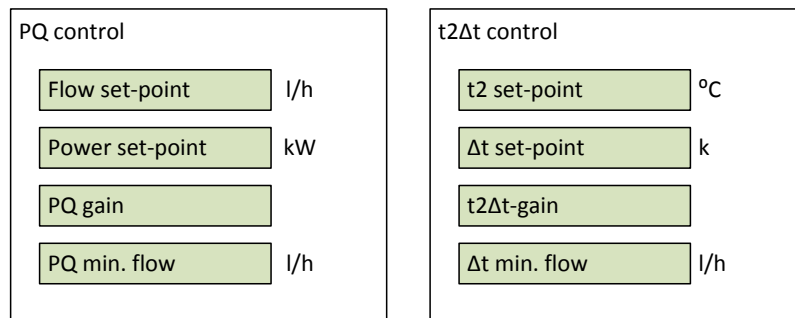 PQ control
Flow set-point l/h
Power set-point kW
PQ gain
PQ min. flow l/h
t2Δt control
t2 set-point ⁰C
Δt set-point k
t2Δt-gain
Δt min. flow l/h